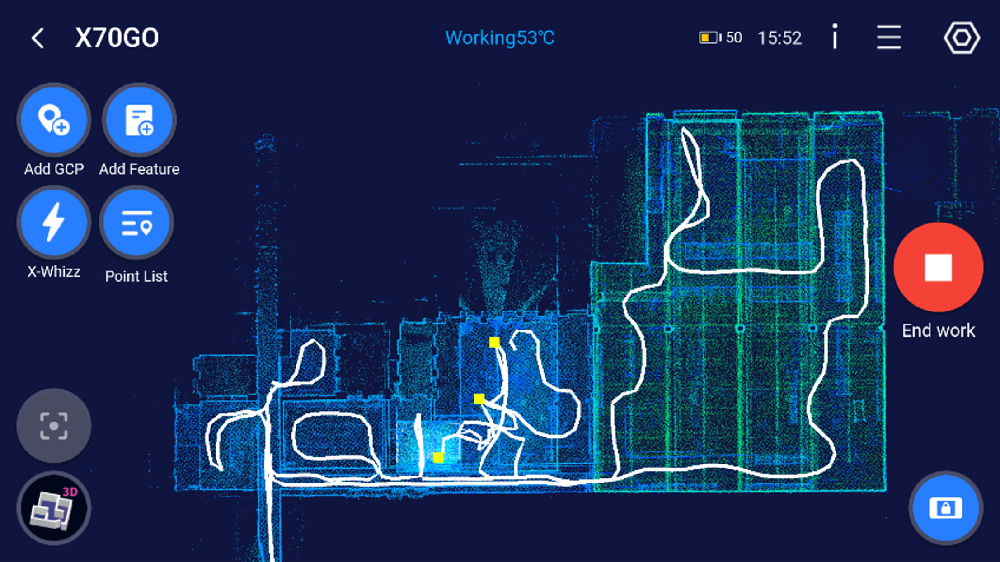 X70GO
Working53℃
50
15:52
Add GCP
Add Feature
X-Whizz
Point List
End work
3D